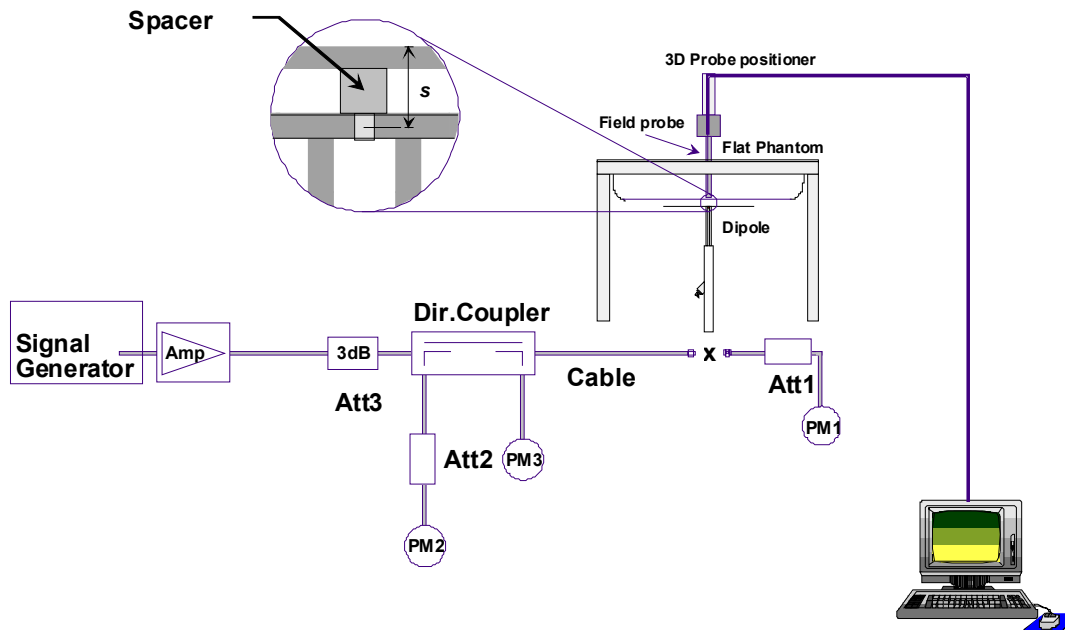 Spacer
s
3D Probe positioner
Field probe
Flat Phantom
Dipole
Signal
Generator
Amp
3dB
Att3
Dir.Coupler
Cable
x
Att1
PM1
Att2
PM3
PM2